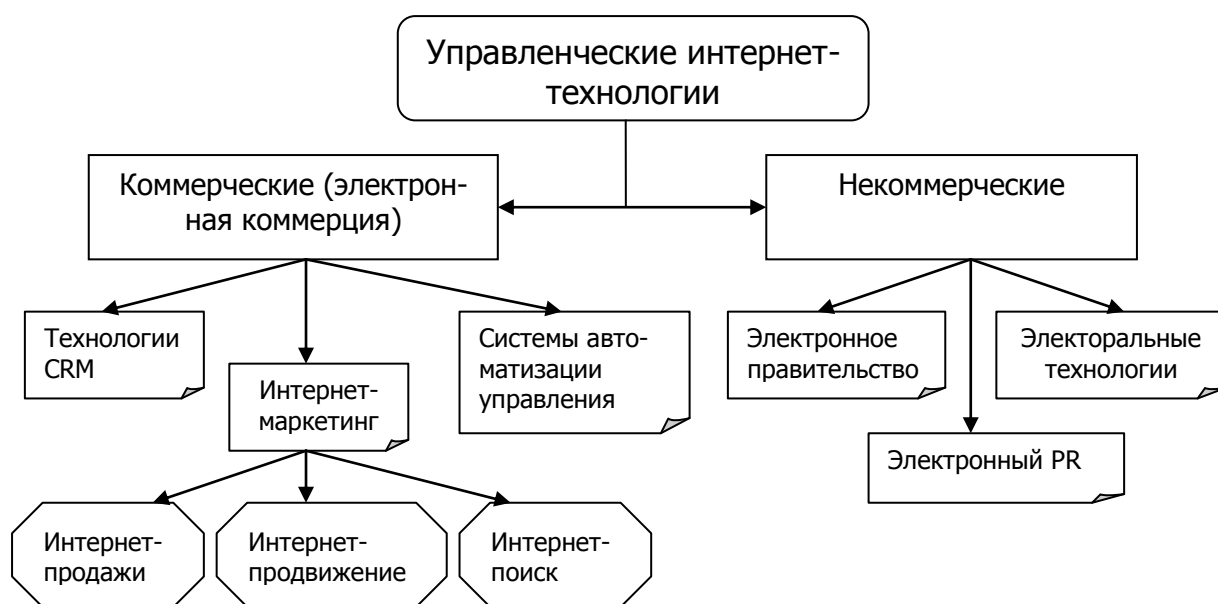 Управленческие интернет-
технологии
Коммерческие (электрон-
ная коммерция)
Некоммерческие
Технологии
CRM
Интернет-
маркетинг
Системы авто-
матизации
управления
Электронное
правительство
Электоральные
технологии
Электронный PR
Интернет-
продажи
Интернет-
продвижение
Интернет-
поиск